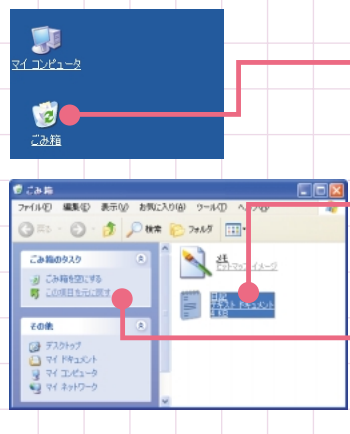 マイ コンピュータ
ごみ箱
ごみ箱
ファイル(F) 編集(E) 表示(V) お気に入り(A) ツール(T)
戻る 検索 フォルダ
ごみ箱のタスク
ごみ箱を空にする
この項目を元に戻す
その他
デスクトップ
マイ ドキュメント
マイ コンピュータ
マイ ネットワーク
ビットマップ イメージ
日記
テキスト ドキュメント